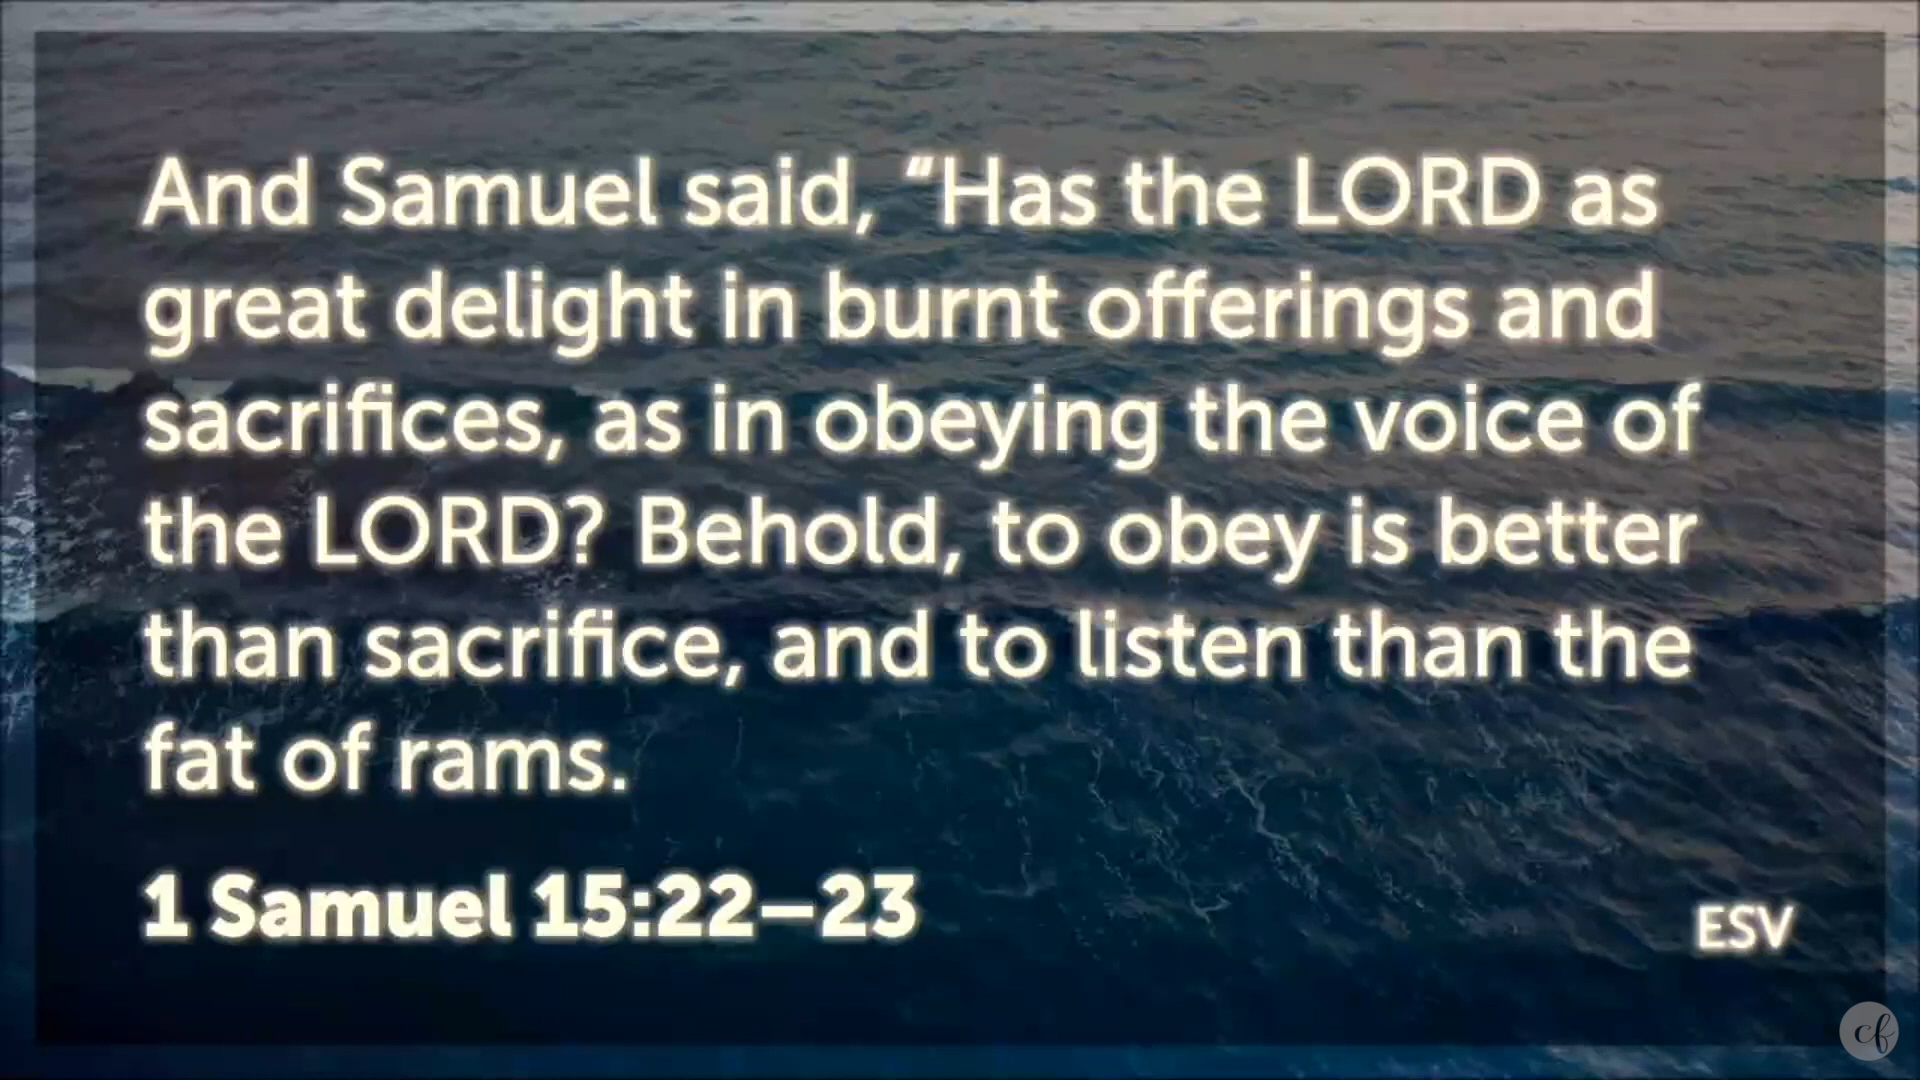 And Samuel said, “Has the LORD as
great delight in burnt offerings and
sacrifices, as in obeying the voice of
the LORD? Behold, to obey is better
than sacrifice, and to listen than the
fat of rams.
1 Samuel 15:22–23
ESV
cf